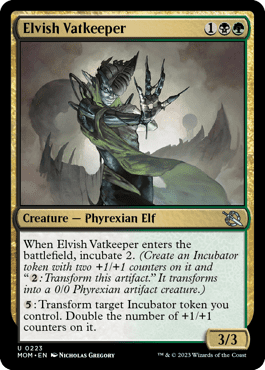 Elvish Vatkeeper 1
Creature — Phyrexian Elf
When Elvish Vatkeeper enters the
battlefield, incubate 2. (Create an Incubator
token with two +1/+1 counters on it and
“2: Transform this artifact.” It transforms
into a 0/0 Phyrexian artifact creature.)
5: Transform target Incubator token you
control. Double the number of +1/+1
counters on it.
3/3
U 0223
MOM • EN Nicholas Gregory ™ & © 2023 Wizards of the Coast